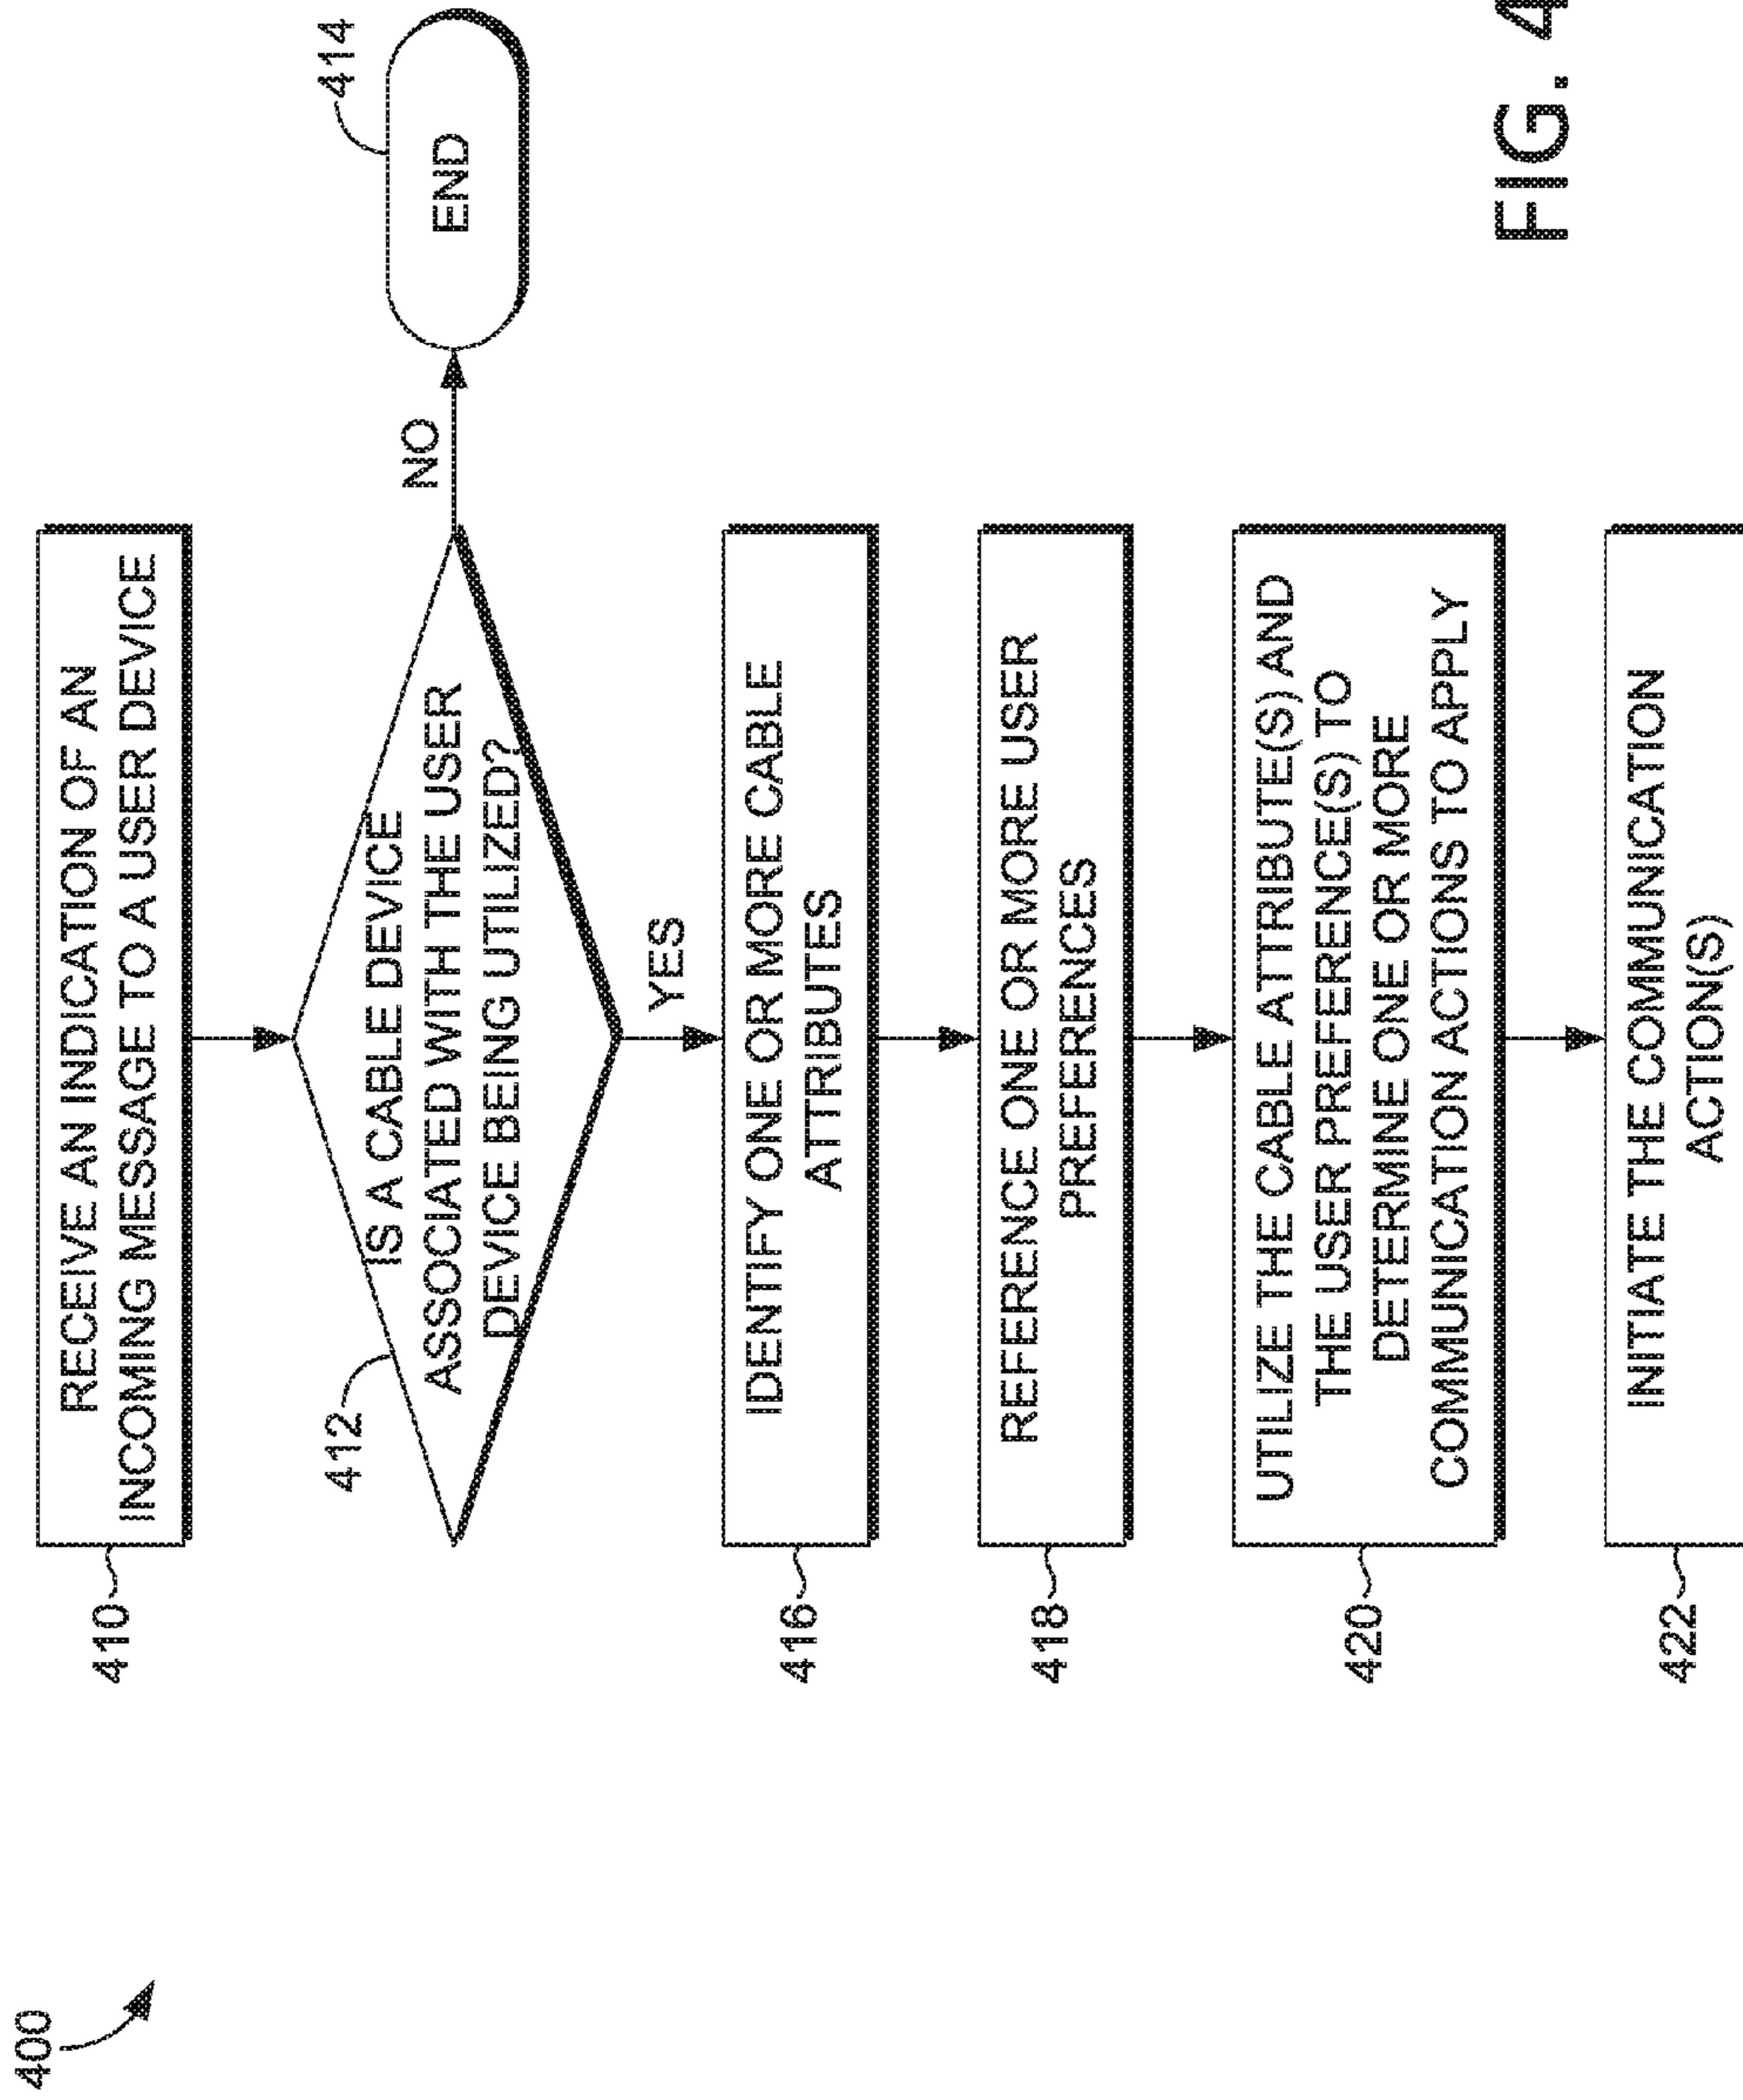 400
410
RECEIVE AN INDICATION OF AN
INCOMING MESSAGE TO A USER DEVICE
412
IS A CABLE DEVICE
ASSOCIATED WITH THE USER
DEVICE BEING UTILIZED?
NO
414
END
YES
416
IDENTIFY ONE OR MORE CABLE
ATTRIBUTES
418
REFERENCE ONE OR MORE USER
PREFERENCES
420
UTILIZE THE CABLE ATTRIBUTE(S) AND
THE USER PREFERENCE(S) TO
DETERMINE ONE OR MORE
COMMUNICATION ACTIONS TO APPLY
422
INITIATE THE COMMUNICATION
ACTION(S)
FIG. 4